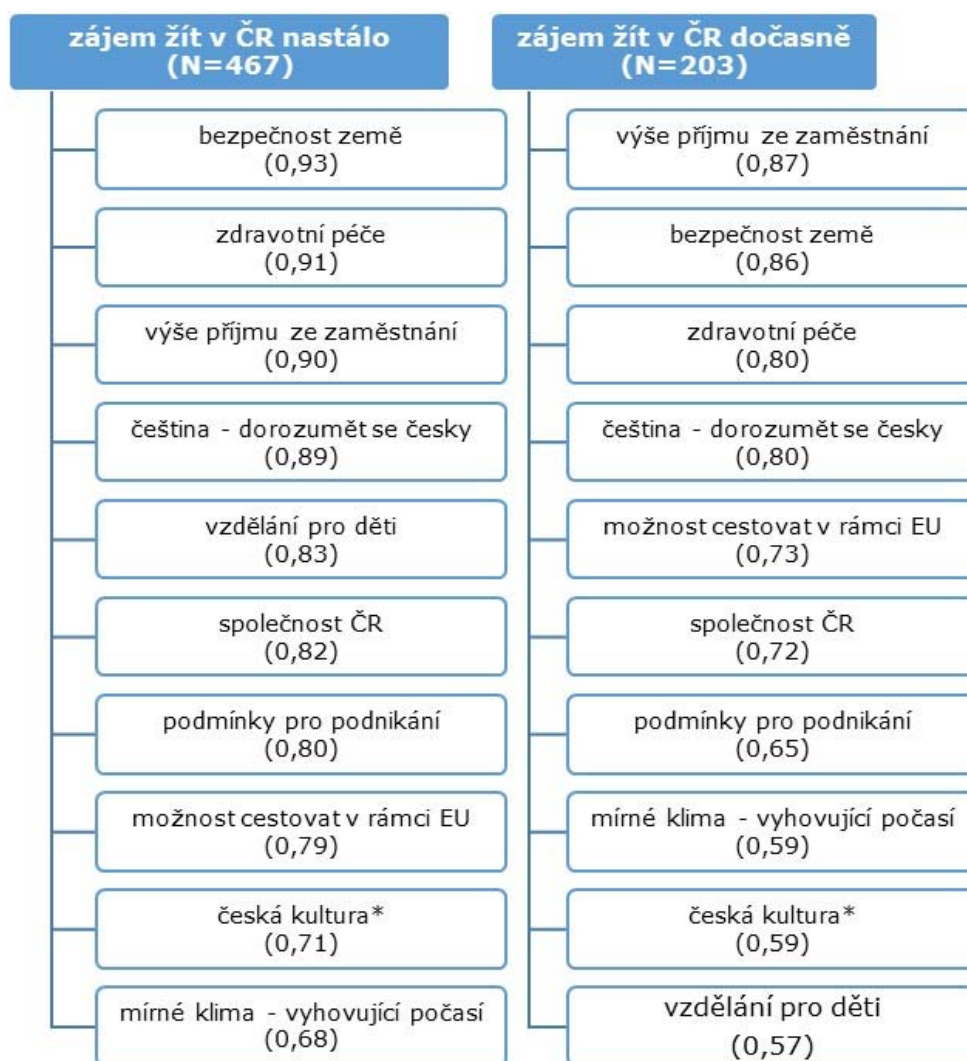 zájem žít v ČR nastálo
(N=467)
bezpečnost země
(0,93)
zdravotní péče
(0,91)
výše příjmu ze zaměstnání
(0,90)
čeština - dorozumět se česky
(0,89)
vzdělání pro děti
(0,83)
společnost ČR
(0,82)
podmínky pro podnikání
(0,80)
možnost cestovat v rámci EU
(0,79)
česká kultura*
(0,71)
mírné klima - vyhovující počasí
(0,68)
zájem žít v ČR dočasně
(N=203)
výše příjmu ze zaměstnání
(0,87)
bezpečnost země
(0,86)
zdravotní péče
(0,80)
čeština - dorozumět se česky
(0,80)
možnost cestovat v rámci EU
(0,73)
společnost ČR
(0,72)
podmínky pro podnikání
(0,65)
mírné klima - vyhovující počasí
(0,59)
česká kultura*
(0,59)
vzdělání pro děti
(0,57)